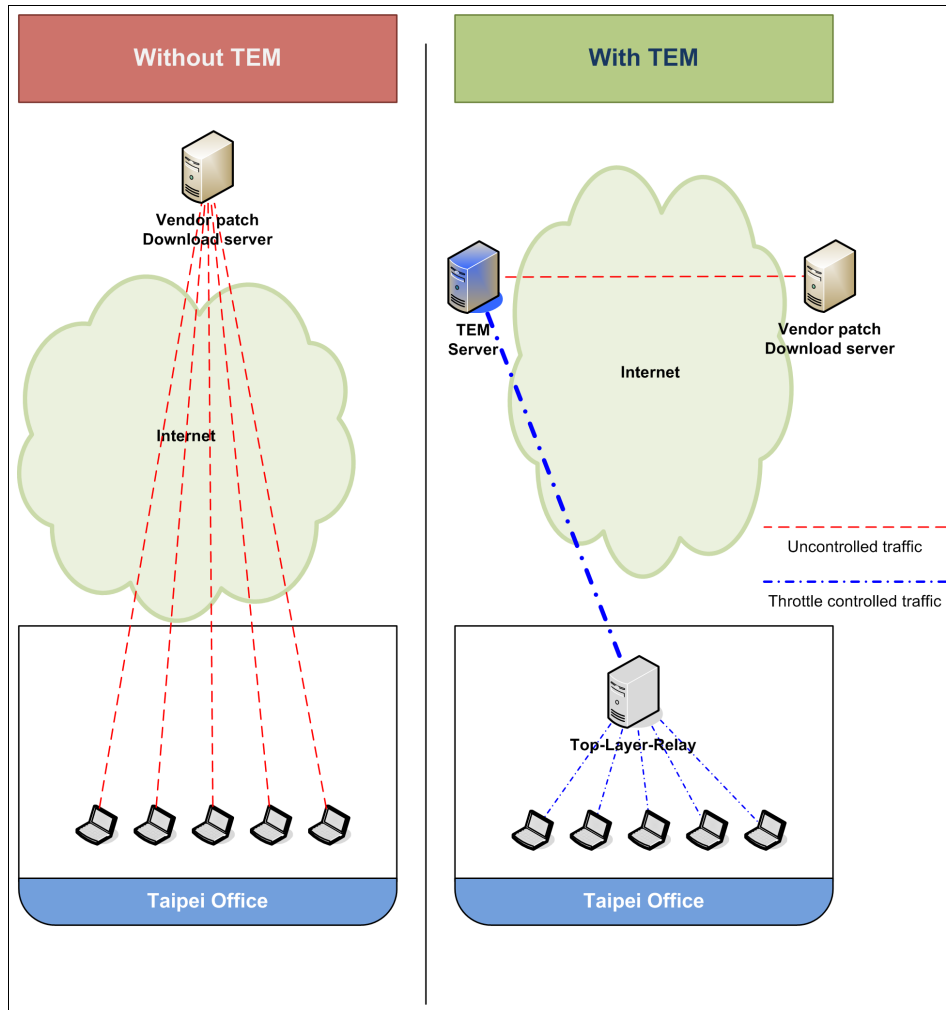 Without TEM
Vendor patch
Download server
Internet
Taipei Office
With TEM
TEM
Server
Vendor patch
Download server
Internet
Uncontrolled traffic
Throttle controlled traffic
Top-Layer-Relay
Taipei Office